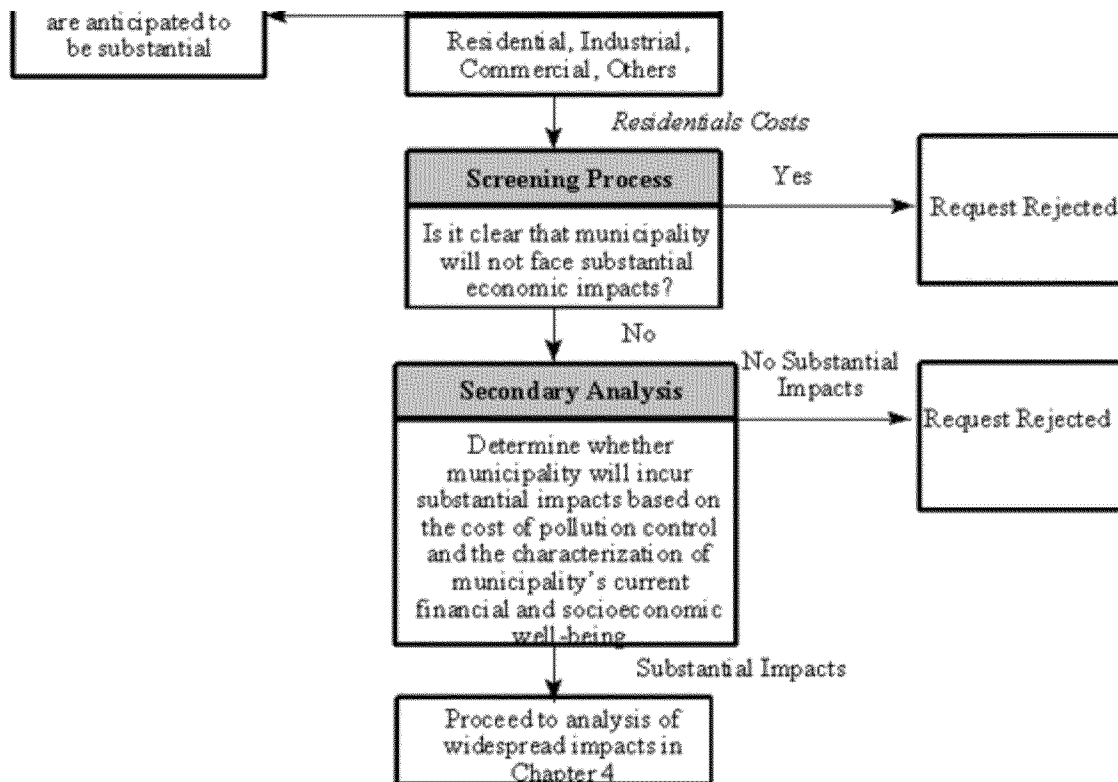 are anticipated to
be substantial
Residential, Industrial,
Commercial, Others
Residentials Costs
Screening Process
Yes
Is it clear that municipality
will not face substantial
economic impacts?
Request Rejected
No
Secondary Analysis
No Substantial
Impacts
Determine whether
municipality will incur
substantial impacts based on
the cost of pollution control
and the characterization of
municipality's current
financial and socioeconomic
well-being
Request Rejected
Substantial Impacts
Proceed to analysis of
widespread impacts in
Chapter 4